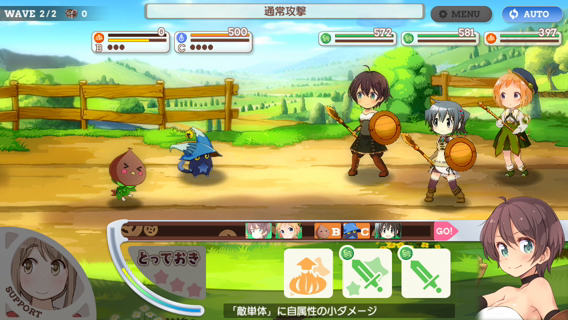 WAVE 2/2 0
通常攻撃
MENU
AUTO
0
B
500
C
572
581
397
B C GO!
とっておき
SUPPORT
「敵単体」に自属性の小ダメージ